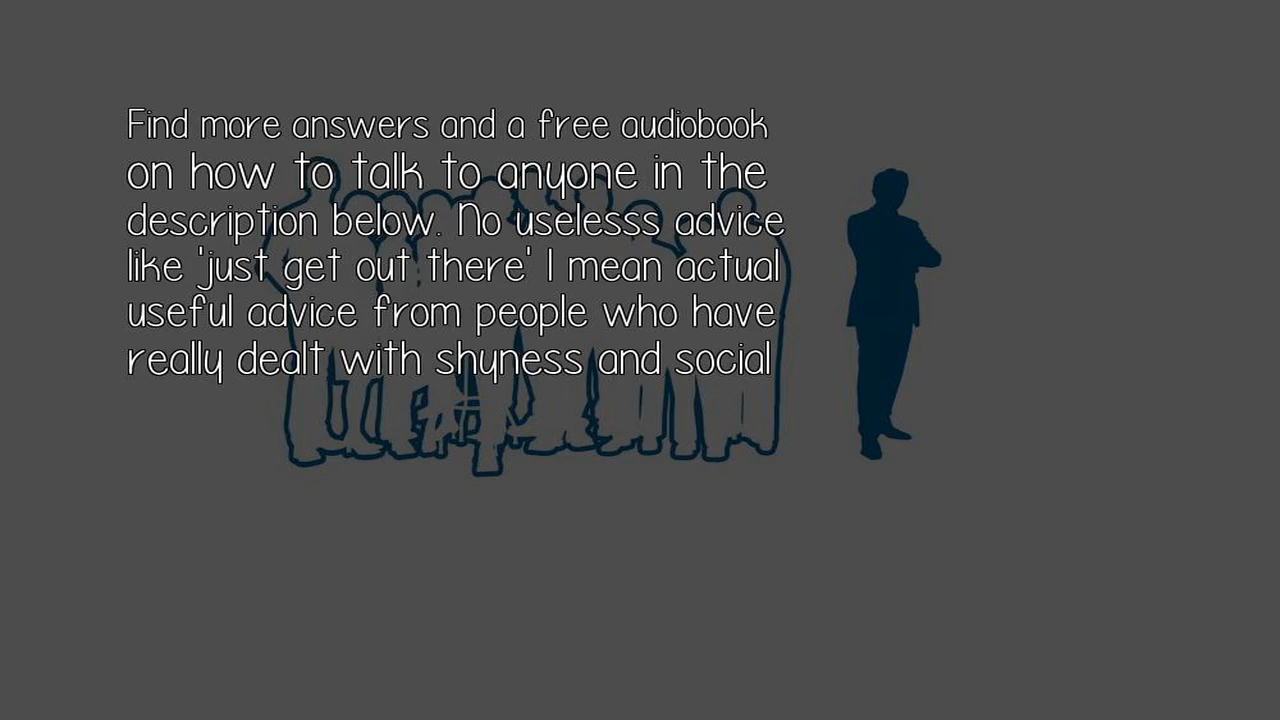 Find more answers and a free audiobook
on how to talk to anyone in the
description below. No uselesss advice
like 'just get out there' I mean actual
useful advice from people who have
really dealt with shyness and social